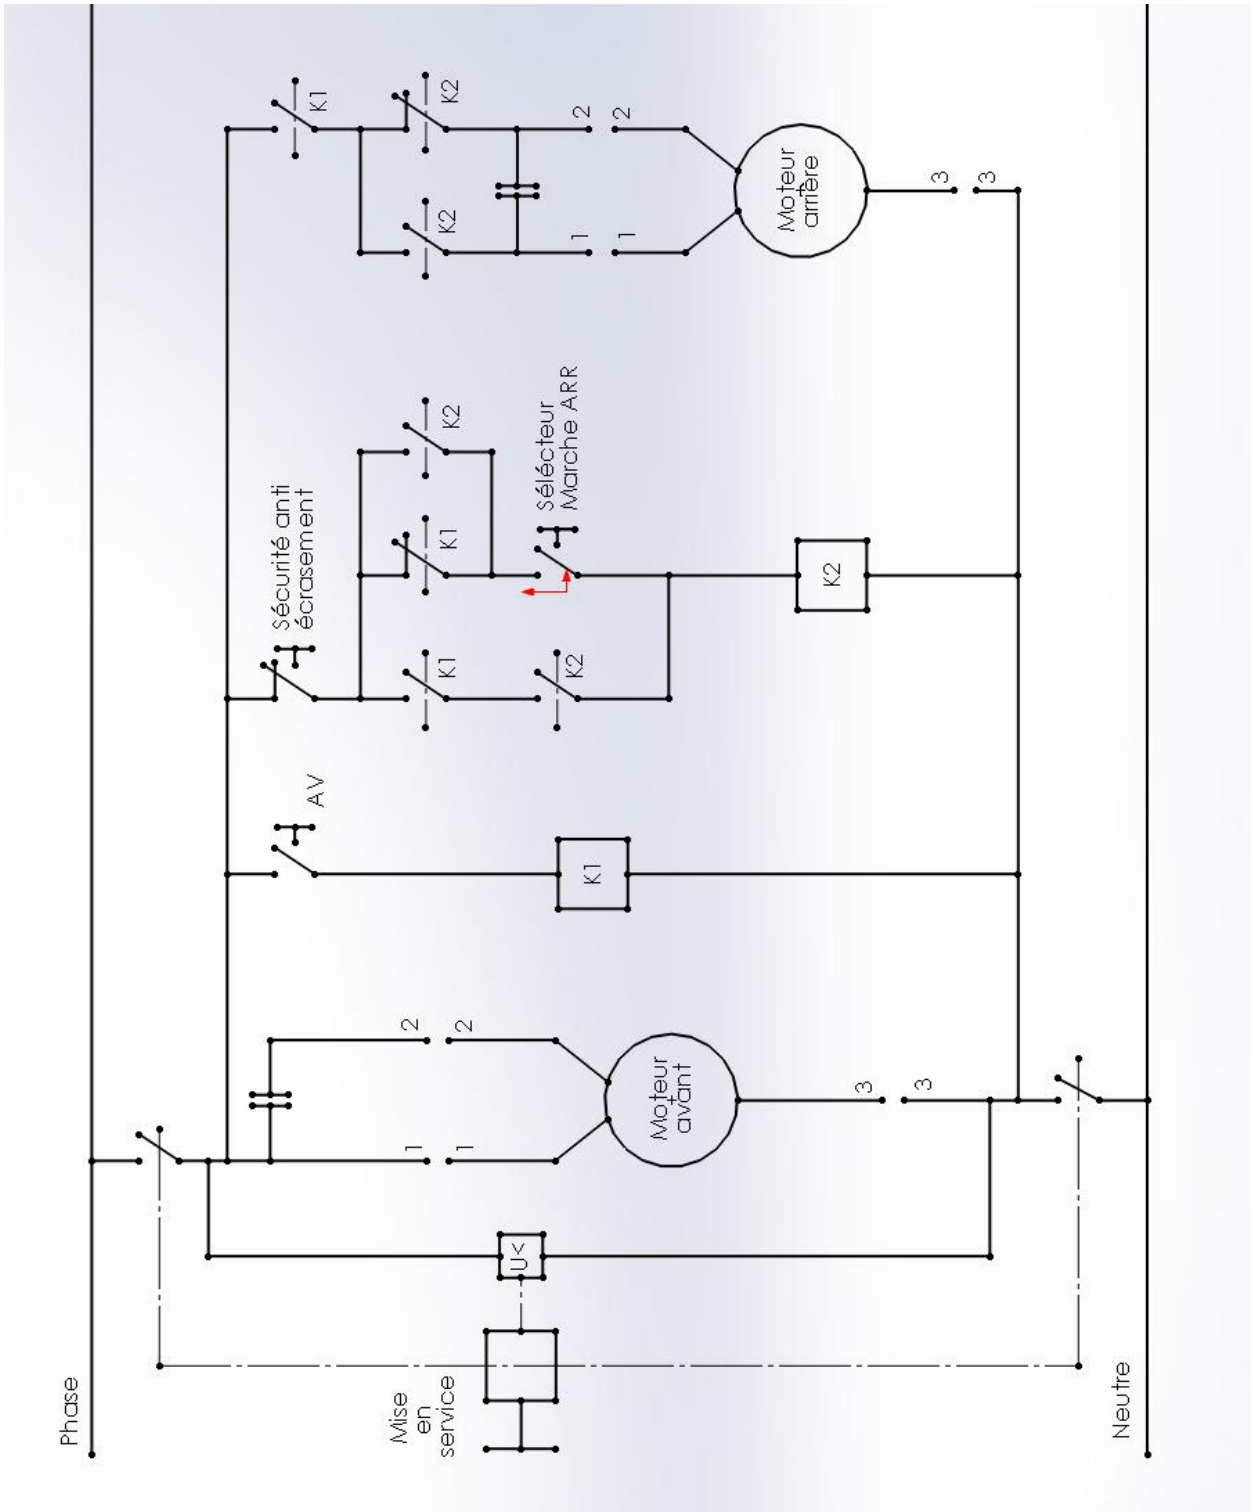 Phase
Sécurité anti
écrasement
AV
K1
Mise
en
service
1
2
K1
K1
K2
K2
K2
1
2
U<
Sélécteur
Marche ARR
K2
1
2
K1
1
2
Moteur
avant
Moteur
arrière
K2
3
3
3
3
Neutre